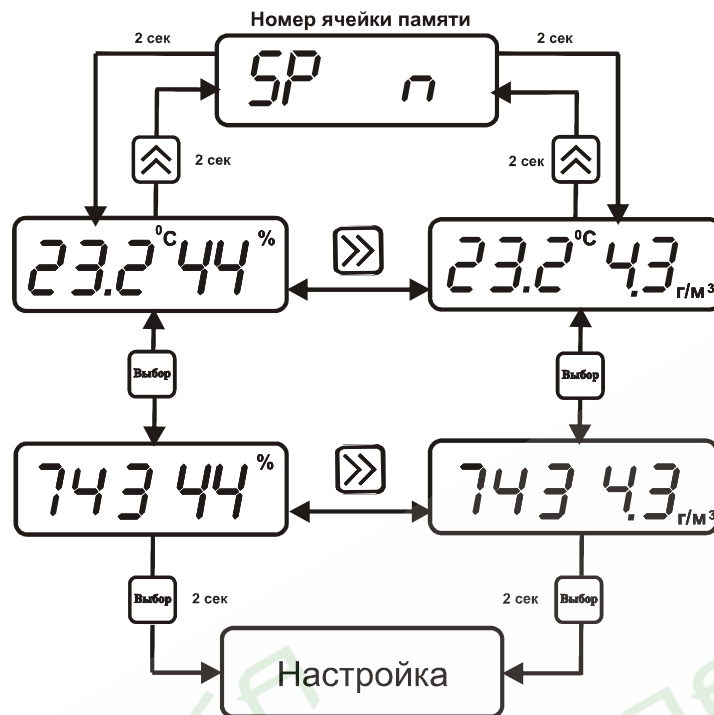 Номер ячейки памяти
2 сек
2 сек
SP n
2 сек
2 сек
23.2 °C 44 %
23.2 °C 4.3 г/м³
Выбор
Выбор
743 44 %
743 4.3 г/м³
Выбор 2 сек
2 сек Выбор
Настройка